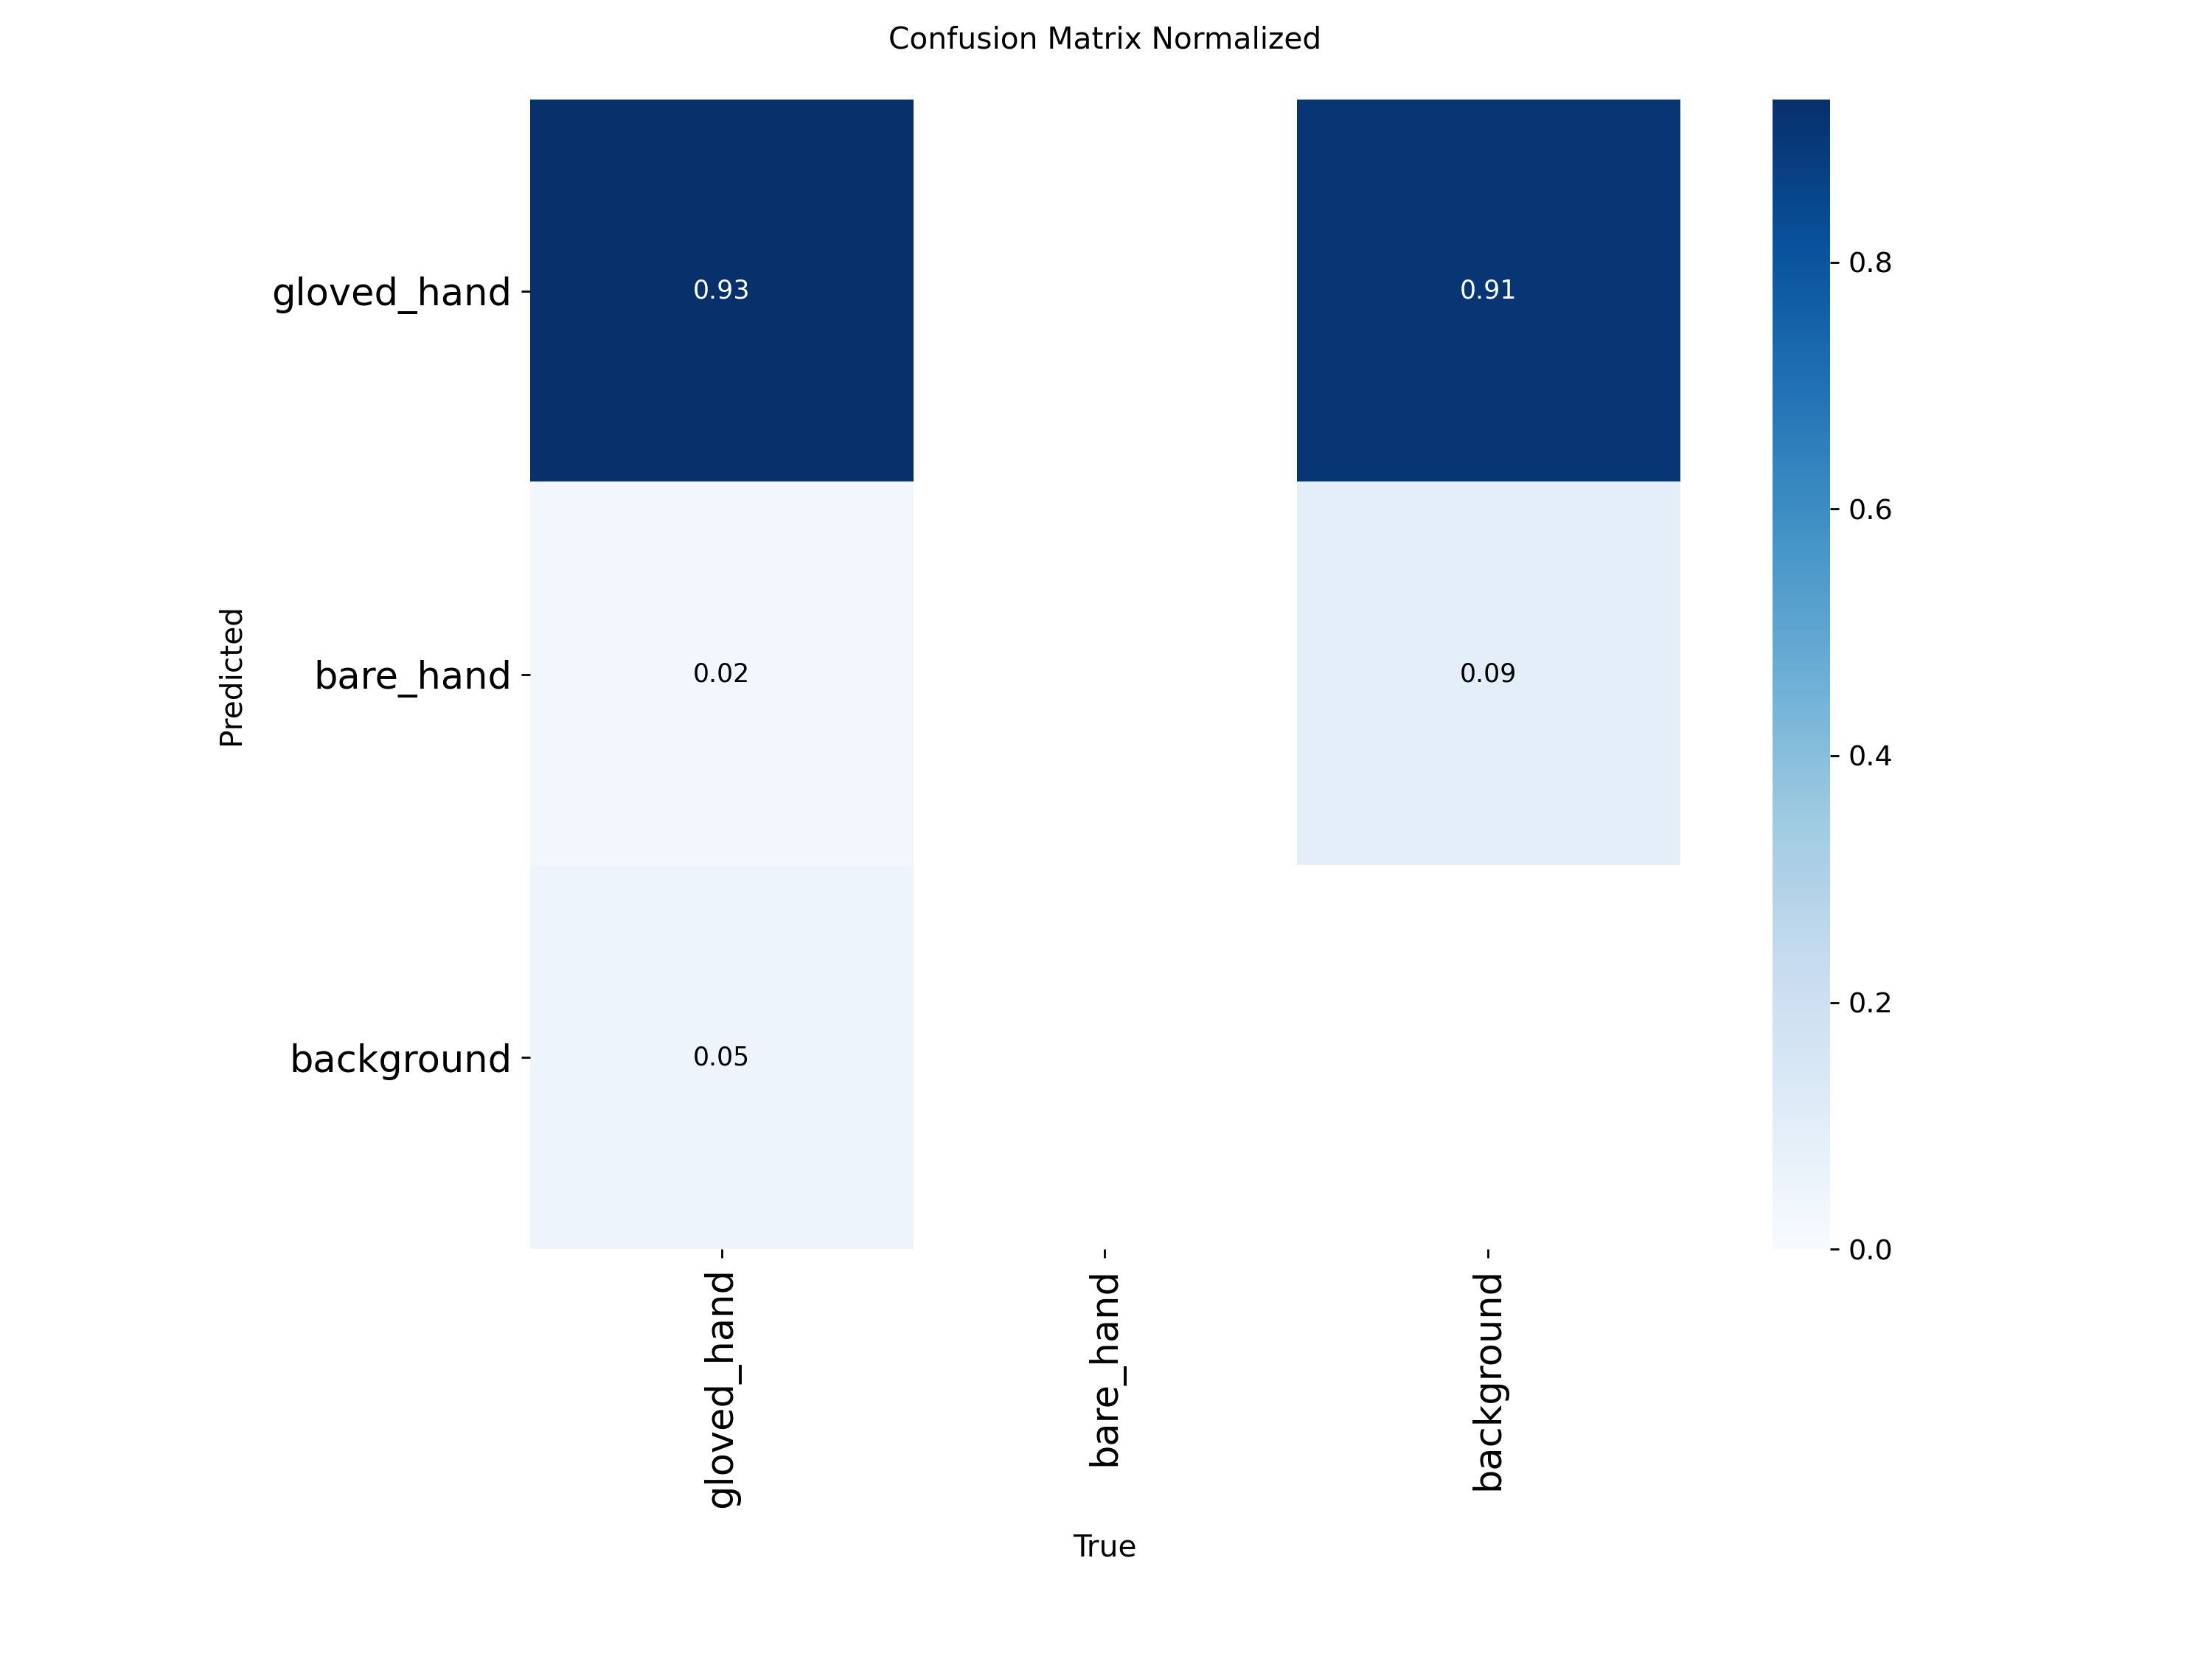 Confusion Matrix Normalized
gloved_hand
bare_hand
background
Predicted
0.93
0.91
0.02
0.09
0.05
0.8
0.6
0.4
0.2
0.0
gloved_hand
bare_hand
background
True